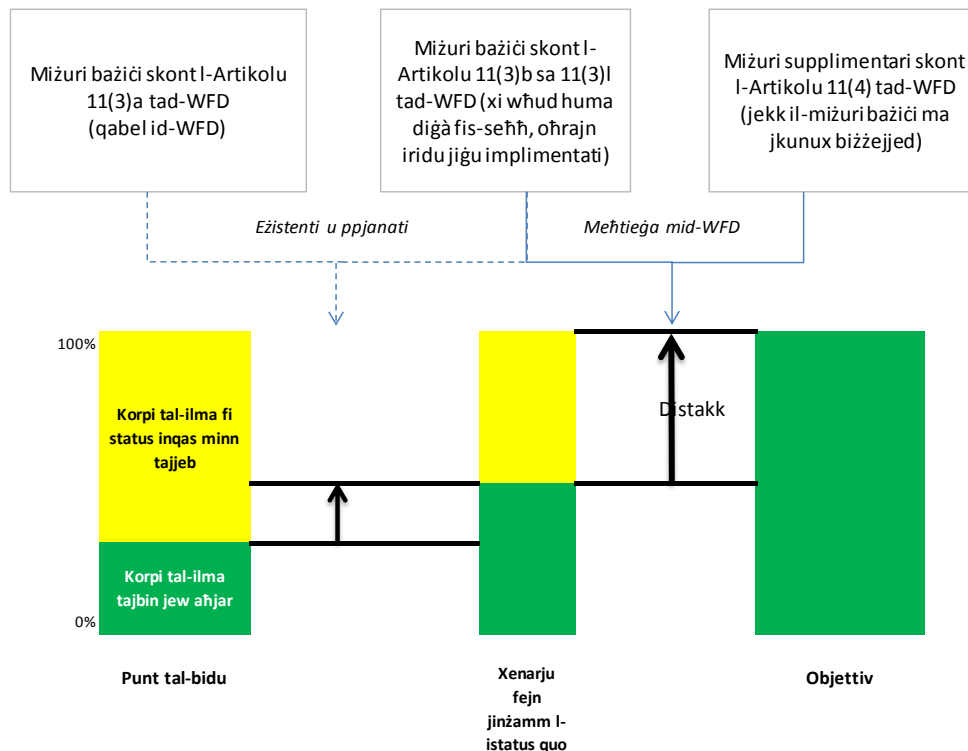 Miżuri bażiċi skont l-Artikolu
11(3)a tad-WFD
(qabel id-WFD)
Miżuri bażiċi skont l-
Artikolu 11(3)b sa 11(3)l
tad-WFD (xi wħud huma
diġà fis-seħħ, oħrajn
iridu jiġu implimentati)
Miżuri supplimentari skont
l-Artikolu 11(4) tad-WFD
(jekk il-miżuri bażiċi ma
jkunux biżżejjed)
Eżistenti u ppjanati
Meħtieġa mid-WFD
100%
Korpi tal-ilma fi
status inqas minn
tajjeb
Distakk
Korpi tal-ilma
tajbin jew aħjar
0%
Punt tal-bidu
Xenarju
fejn
jinżamm l-
istatus quo
Objettiv